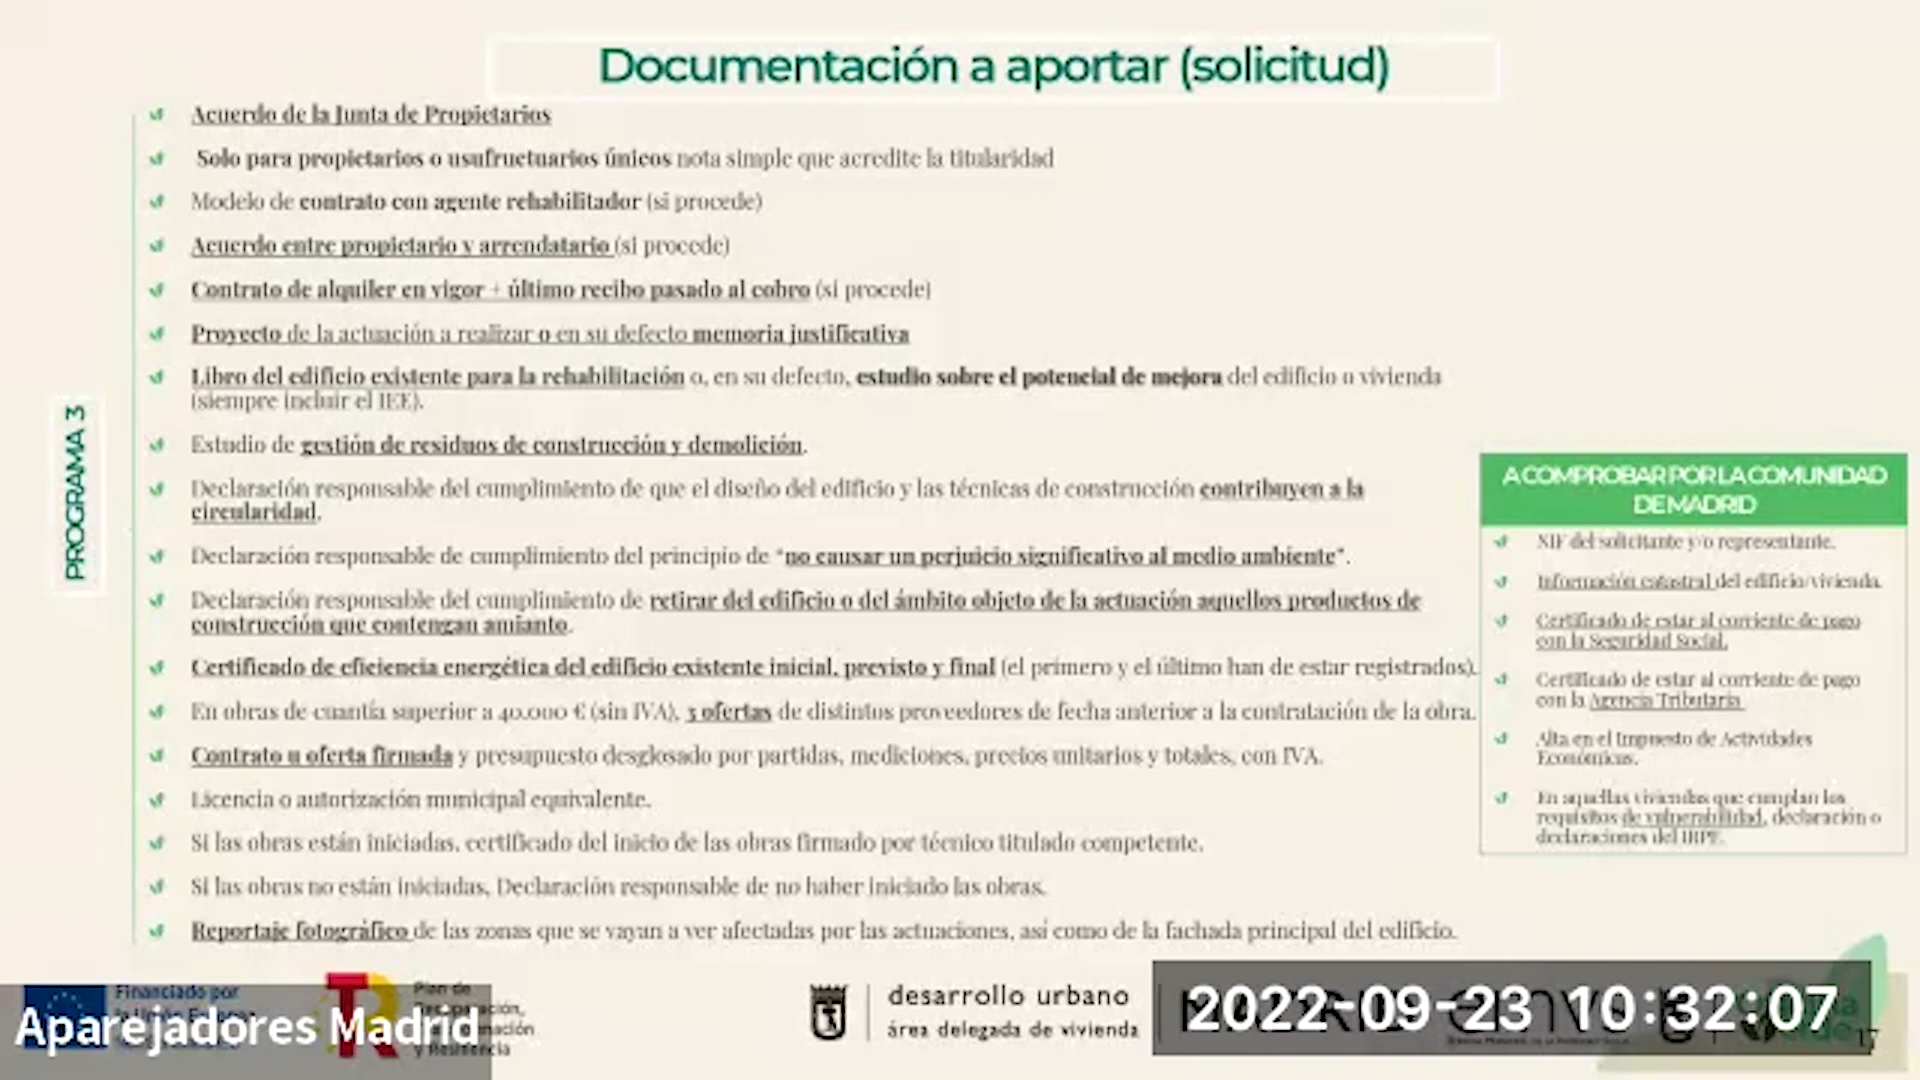 Documentación a aportar (solicitud)
PROGRAMA 3
Acuerdo de la Junta de Propietarios
Solo para propietarios o usufructuarios únicos nota simple que acredite la titularidad
Modelo de contrato con agente rehabilitador (si procede)
Acuerdo entre propietario y arrendatario (si procede)
Contrato de alquiler en vigor + último recibo pasado al cobro (si procede)
Proyecto de la actuación a realizar o en su defecto memoria justificativa
Libro del edificio existente para la rehabilitación o, en su defecto, estudio sobre el potencial de mejora del edificio o vivienda
(siempre incluir el IEE).
Estudio de gestión de residuos de construcción y demolición.
Declaración responsable del cumplimiento de que el diseño del edificio y las técnicas de construcción contribuyen a la
circularidad.
Declaración responsable de cumplimiento del principio de "no causar un perjuicio significativo al medio ambiente".
Declaración responsable del cumplimiento de retirar del edificio o del ámbito objeto de la actuación aquellos productos de
construcción que contengan amianto.
Certificado de eficiencia energética del edificio existente inicial, previsto y final (el primero y el último han de estar registrados).
En obras de cuantía superior a 40.000 € (sin IVA), 3 ofertas de distintos proveedores de fecha anterior a la contratación de la obra.
Contrato u oferta firmada y presupuesto desglosado por partidas, mediciones, precios unitarios y totales, con IVA.
Licencia o autorización municipal equivalente.
Si las obras están iniciadas, certificado del inicio de las obras firmado por técnico titulado competente.
Si las obras no están iniciadas, Declaración responsable de no haber iniciado las obras.
Reportaje fotográfico de las zonas que se vayan a ver afectadas por las actuaciones, así como de la fachada principal del edificio.
A COMPROBAR POR LA COMUNIDAD
DE MADRID
NIF del solicitante y/o representante.
Información catastral del edificio/vivienda.
Certificado de estar al corriente de pago
con la Seguridad Social.
Certificado de estar al corriente de pago
con la Agencia Tributaria
Alta en el Impuesto de Actividades
Económicas.
En aquellas viviendas que cumplan los
requisitos de vulnerabilidad, declaración o
declaraciones del IRPF.
Financiado por
Plan de
y Resiliencia
Aparejadores Madrid
desarrollo urbano
área delegada de vivienda
2022-09-23 10:32:07
17